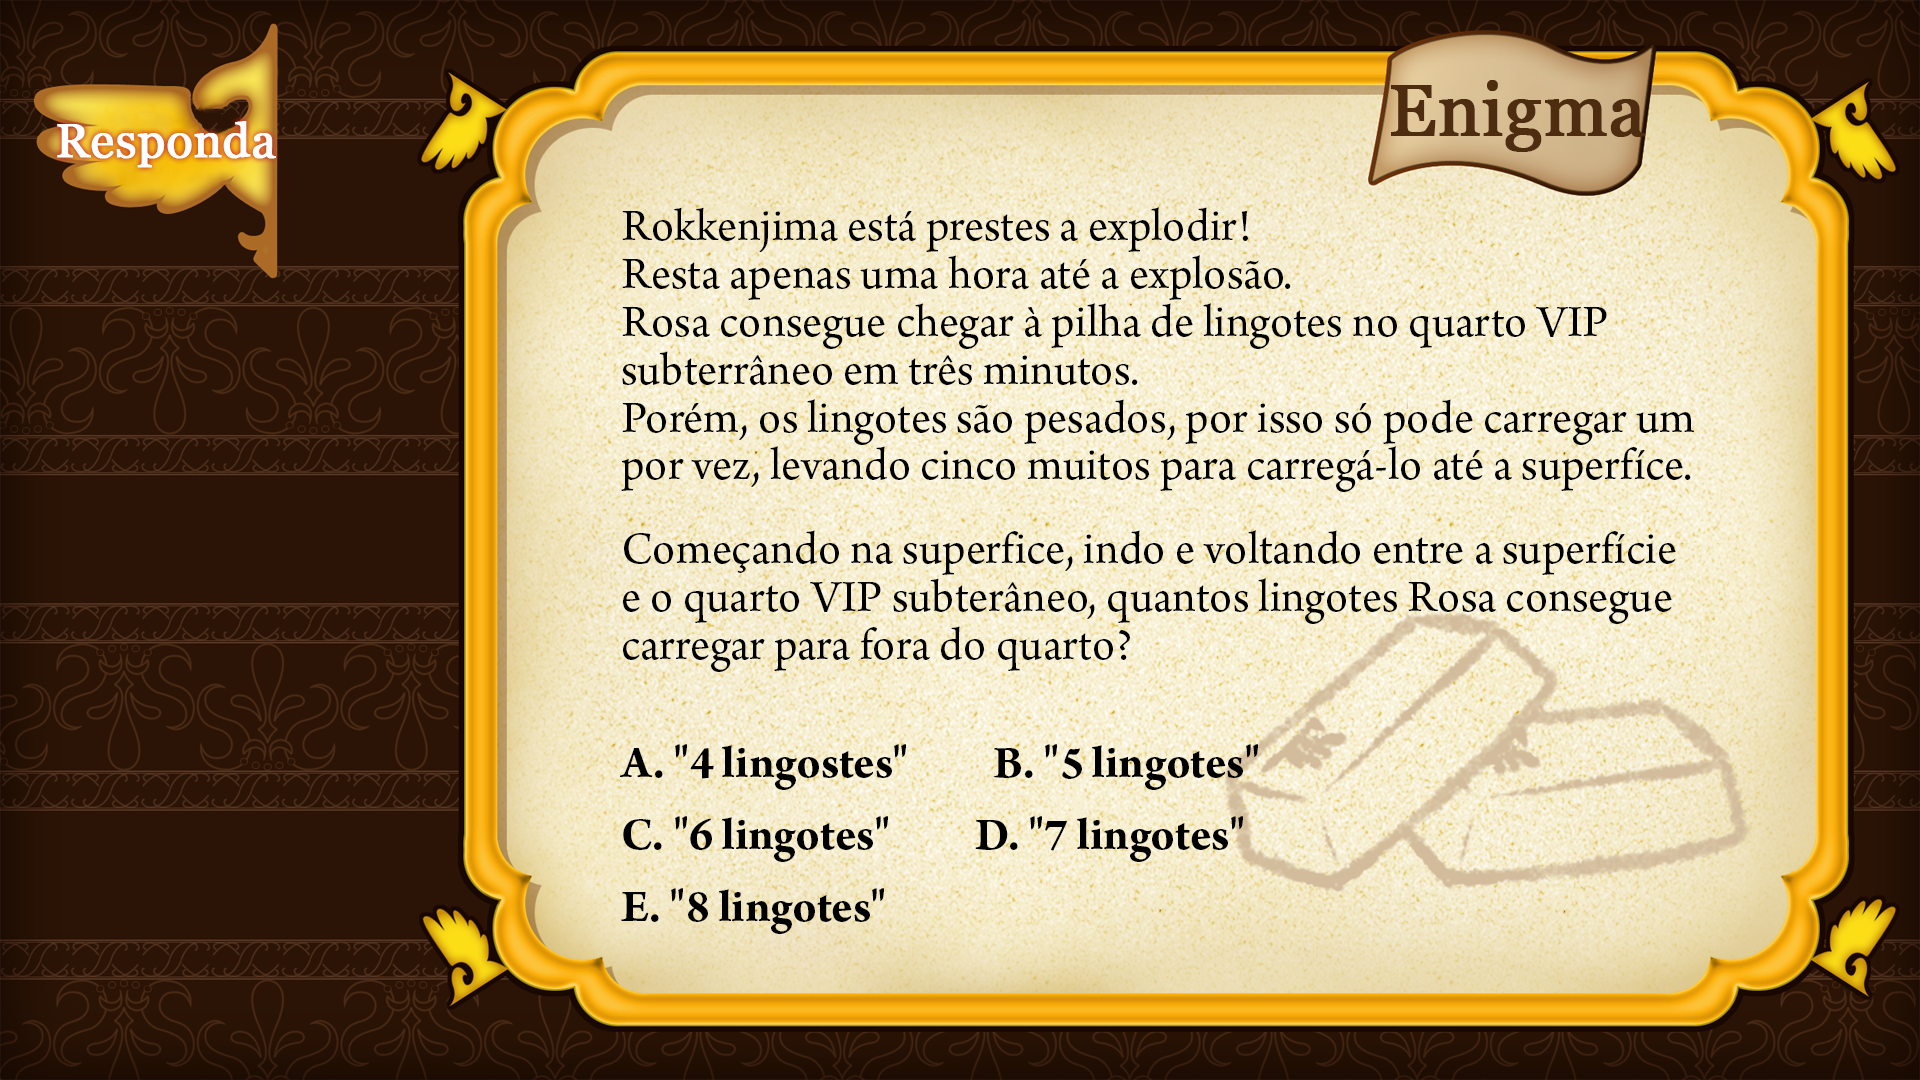 Responda
Enigma
Rokkenjima está prestes a explodir!
Resta apenas uma hora até a explosão.
Rosa consegue chegar à pilha de lingotes no quarto VIP
subterrâneo em três minutos.
Porém, os lingotes são pesados, por isso só pode carregar um
por vez, levando cinco muitos para carregá-lo até a superfíce.
Começando na superfice, indo e voltando entre a superfície
e o quarto VIP subterâneo, quantos lingotes Rosa consegue
carregar para fora do quarto?
A. "4 lingostes" B. "5 lingotes"
C. "6 lingotes" D. "7 lingotes"
E. "8 lingotes"